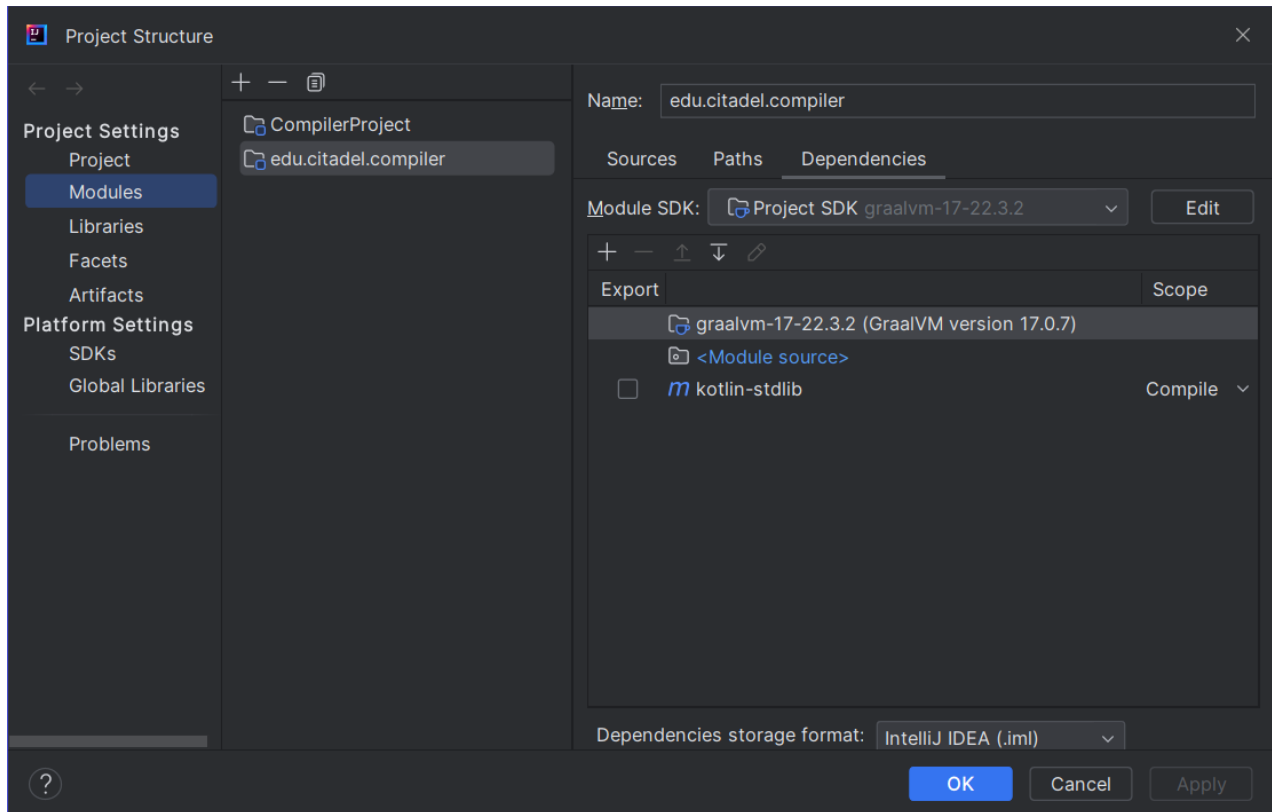 Project Structure
Project Settings
Project
Modules
Libraries
Facets
Artifacts
Platform Settings
SDKs
Global Libraries
Problems
CompilerProject
edu.citadel.compiler
Name: edu.citadel.compiler
Sources Paths Dependencies
Module SDK: Project SDK graalvm-17-22.3.2 Edit
Export Scope
graalvm-17-22.3.2 (GraalVM version 17.0.7)
<Module source>
m kotlin-stdlib Compile
Dependencies storage format: IntelliJ IDEA (.iml)
? OK Cancel Apply